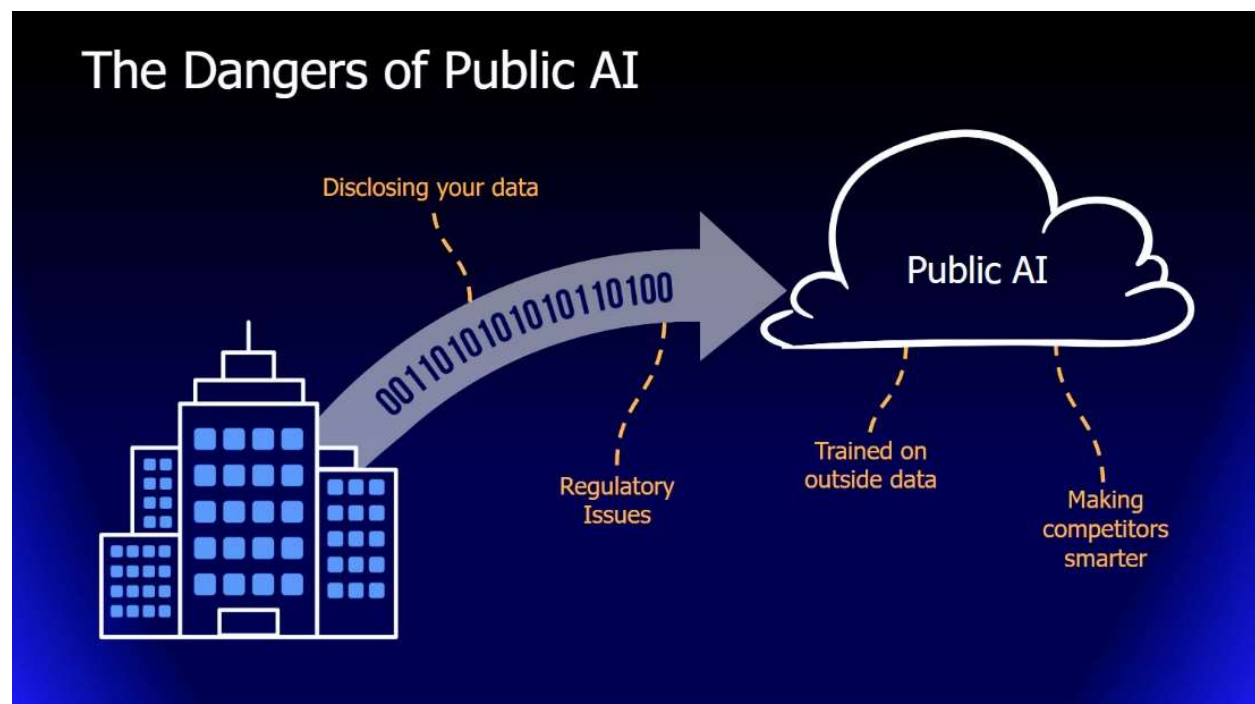 The Dangers of Public AI
Disclosing your data
Public AI
001101010101010110100
Regulatory
Issues
Trained on
outside data
Making
competitors
smarter